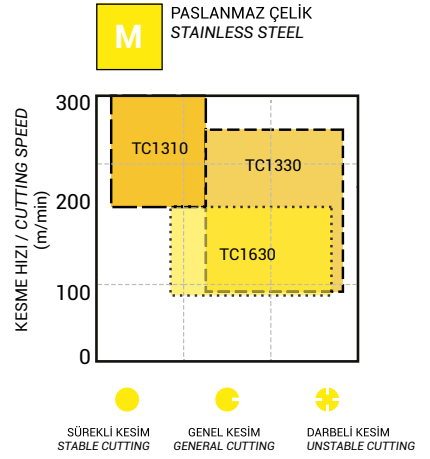 M
PASLANMAZ ÇELİK
STAINLESS STEEL
KESME HIZI / CUTTING SPEED
(m/min)
300
200
100
0
TC1310
TC1330
TC1630
SÜREKLİ KESİM
STABLE CUTTING
GENEL KESİM
GENERAL CUTTING
DARBELİ KESİM
UNSTABLE CUTTING